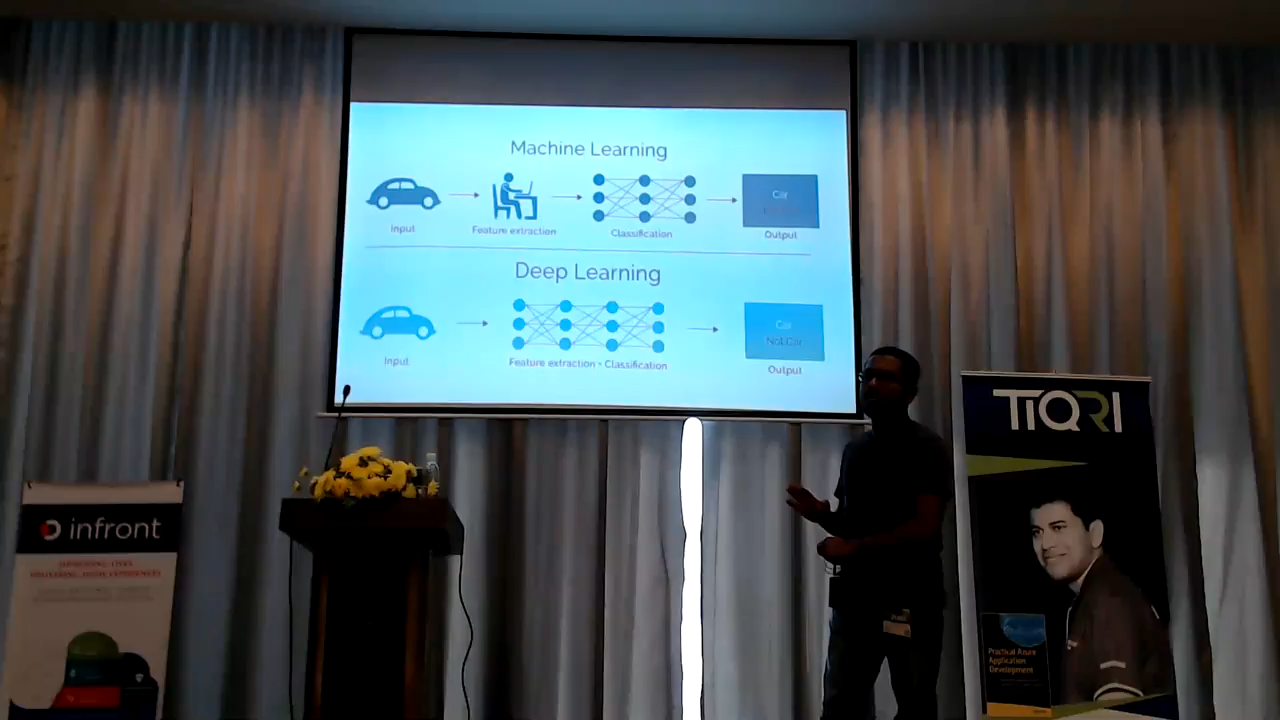 Machine Learning
Car
Input
Feature extraction
Classification
Output
Deep Learning
Car
Not Car
Input
Feature extraction + Classification
Output
infront
TIQRI
Practical Azure
Application
Development